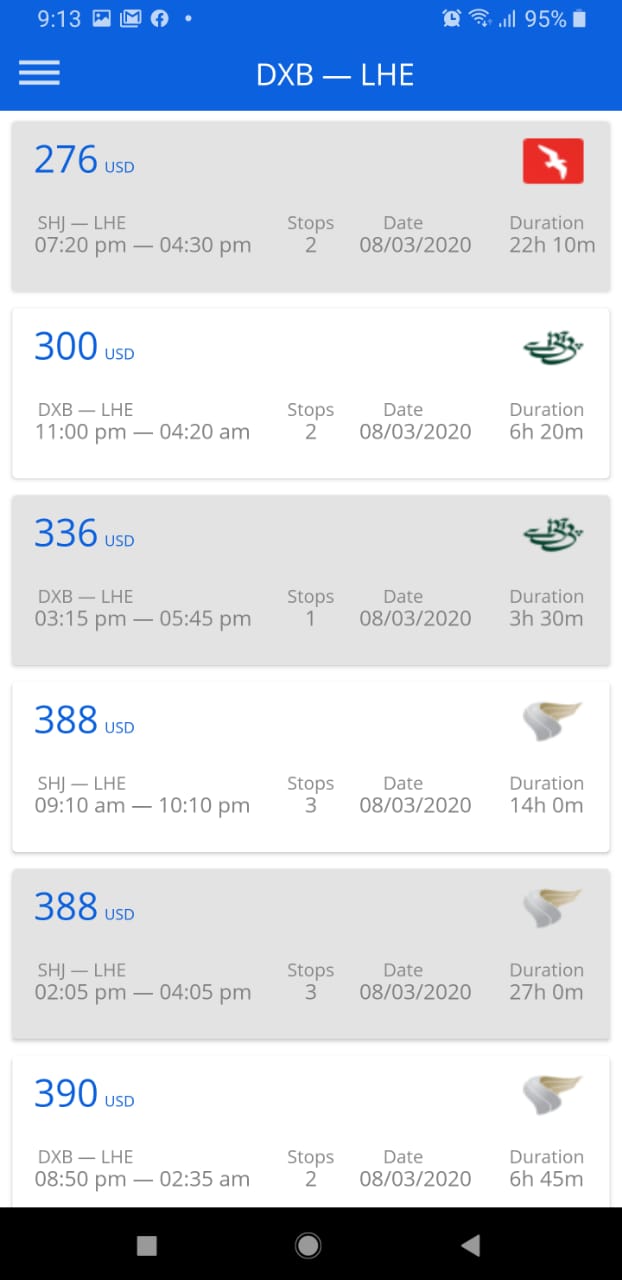 9:13 95%
DXB — LHE
276 USD
SHJ — LHE Stops Date Duration
07:20 pm — 04:30 pm 2 08/03/2020 22h 10m
300 USD
DXB — LHE Stops Date Duration
11:00 pm — 04:20 am 2 08/03/2020 6h 20m
336 USD
DXB — LHE Stops Date Duration
03:15 pm — 05:45 pm 1 08/03/2020 3h 30m
388 USD
SHJ — LHE Stops Date Duration
09:10 am — 10:10 pm 3 08/03/2020 14h 0m
388 USD
SHJ — LHE Stops Date Duration
02:05 pm — 04:05 pm 3 08/03/2020 27h 0m
390 USD
DXB — LHE Stops Date Duration
08:50 pm — 02:35 am 2 08/03/2020 6h 45m